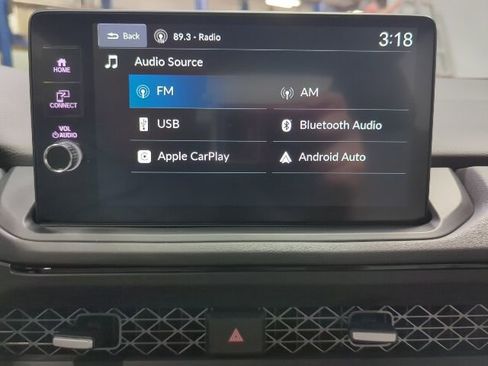 Back 89.3 - Radio 3:18
Audio Source
HOME
FM AM
CONNECT
USB Bluetooth Audio
VOL
AUDIO
Apple CarPlay Android Auto